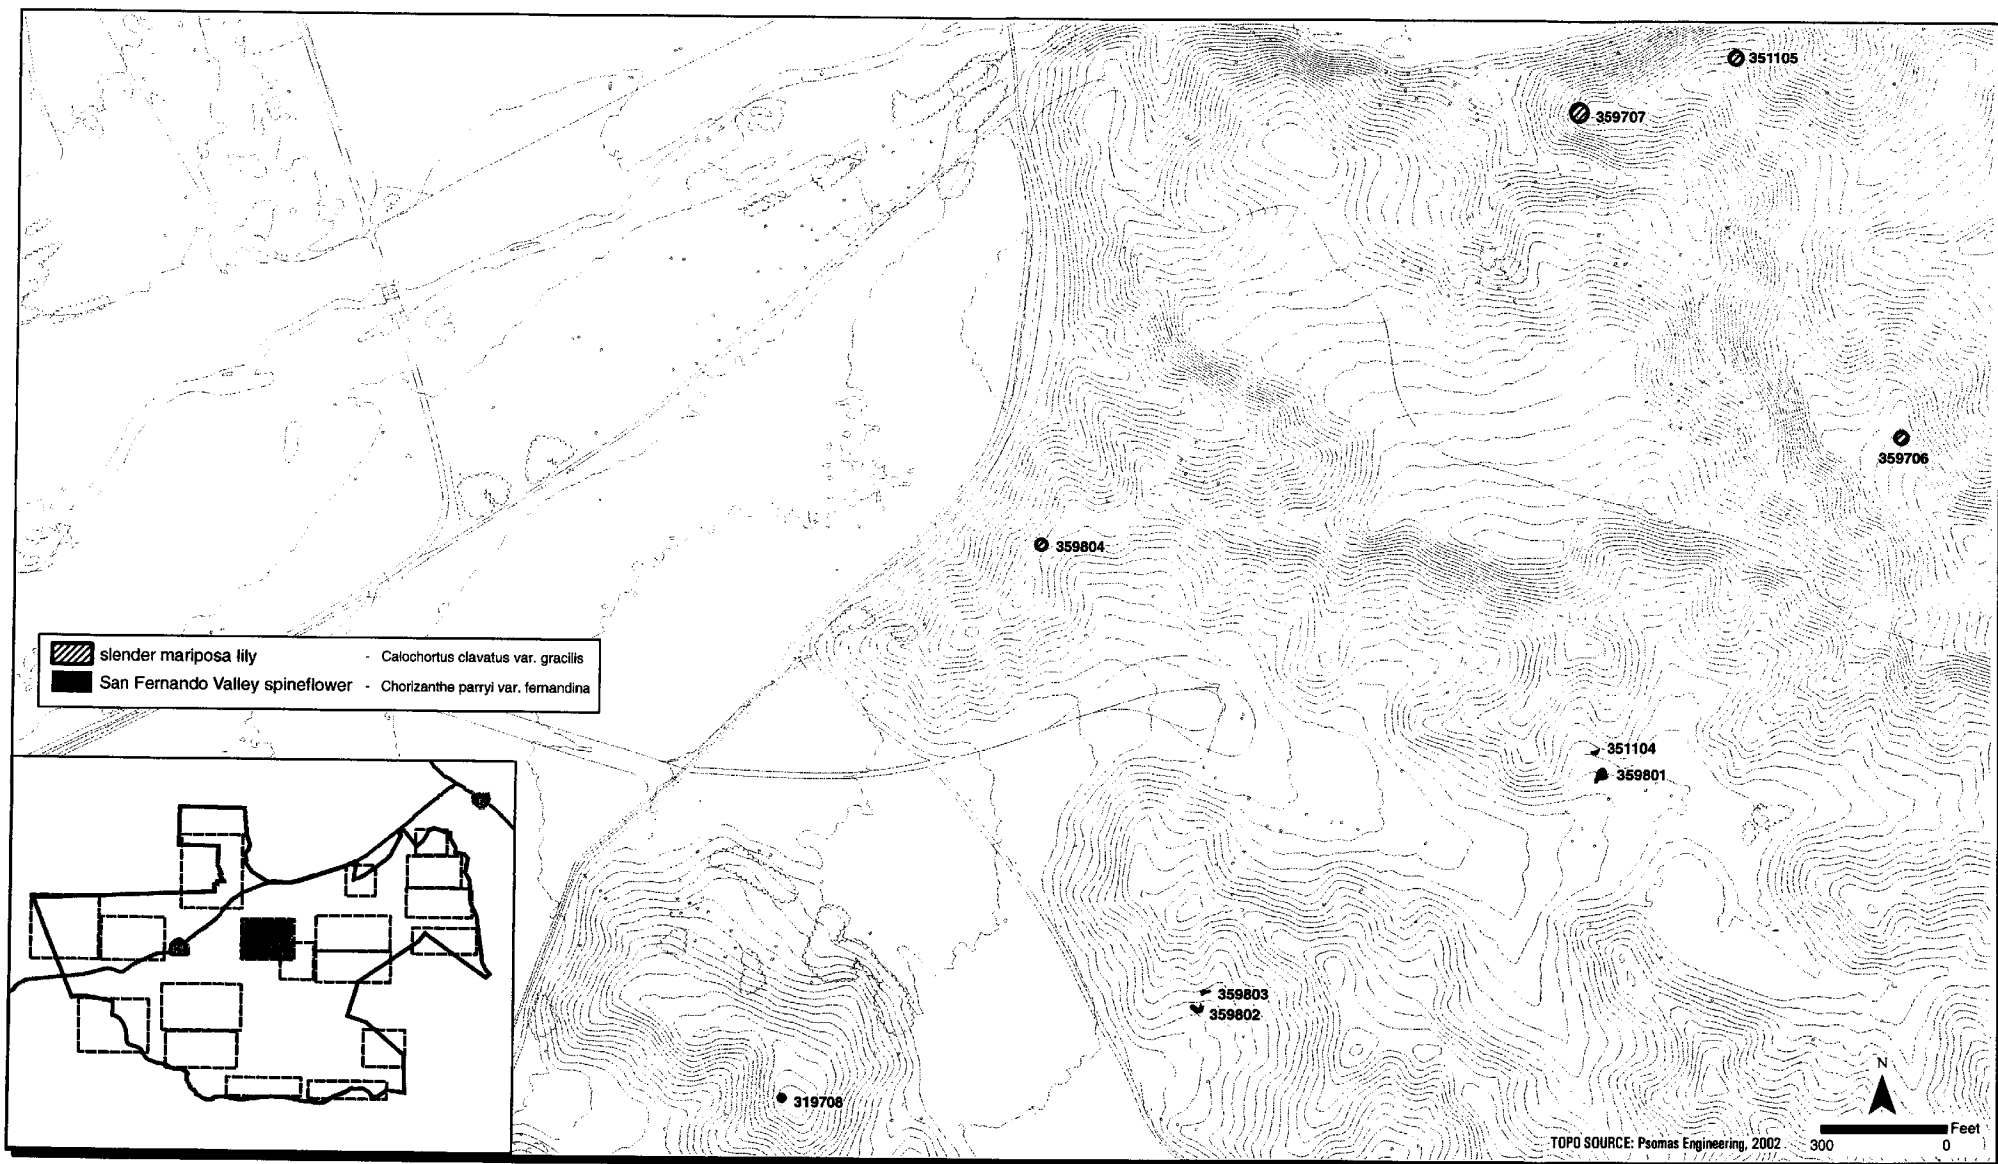 351105
359707
359706
359804
slender mariposa lily - Calochortus clavatus var. gracilis
San Fernando Valley spineflower - Chorizanthe parryi var. fernandina
351104
359801
359803
359802
319708
N
TOPO SOURCE: Psomas Engineering, 2002
Feet
300 0